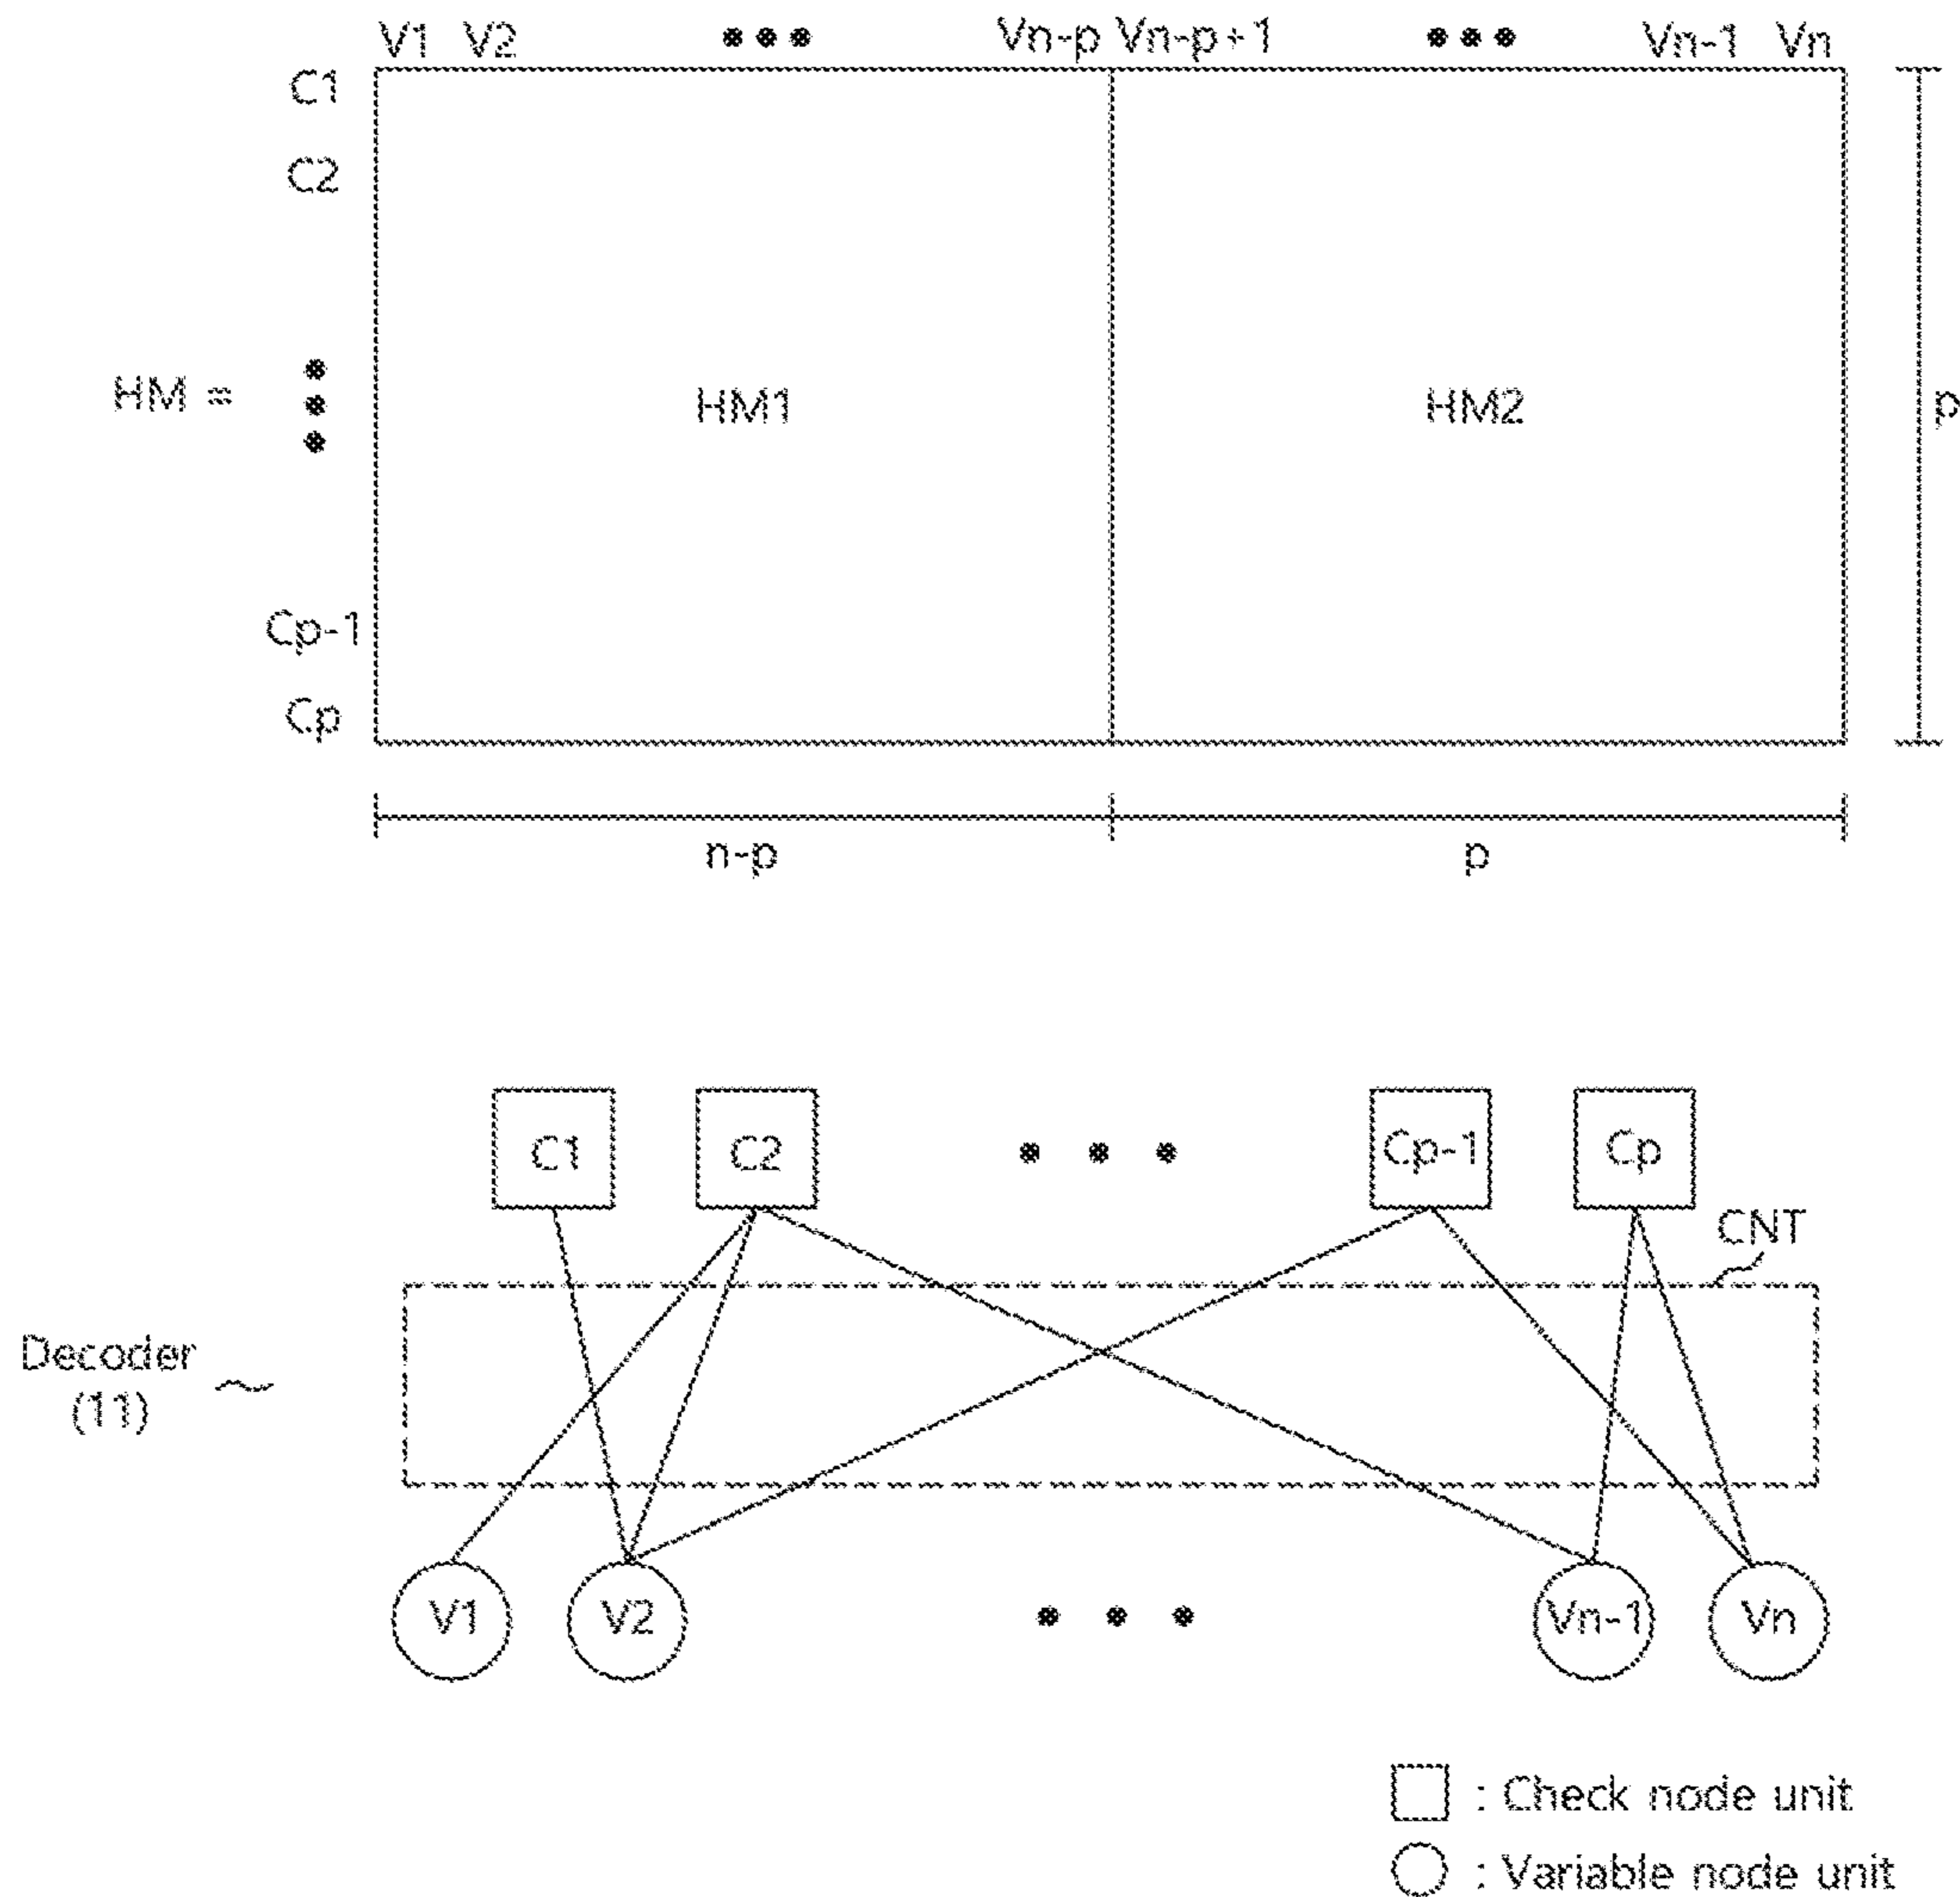 V1 V2 ••• Vn-p Vn-p+1 ••• Vn-1 Vn
C1
C2
HM =
HM1
HM2
p
Cp-1
Cp
n-p
p
C1
C2
Cp-1
Cp
CNT
Decoder
(11)
V1
V2
Vn-1
Vn
: Check node unit
: Variable node unit